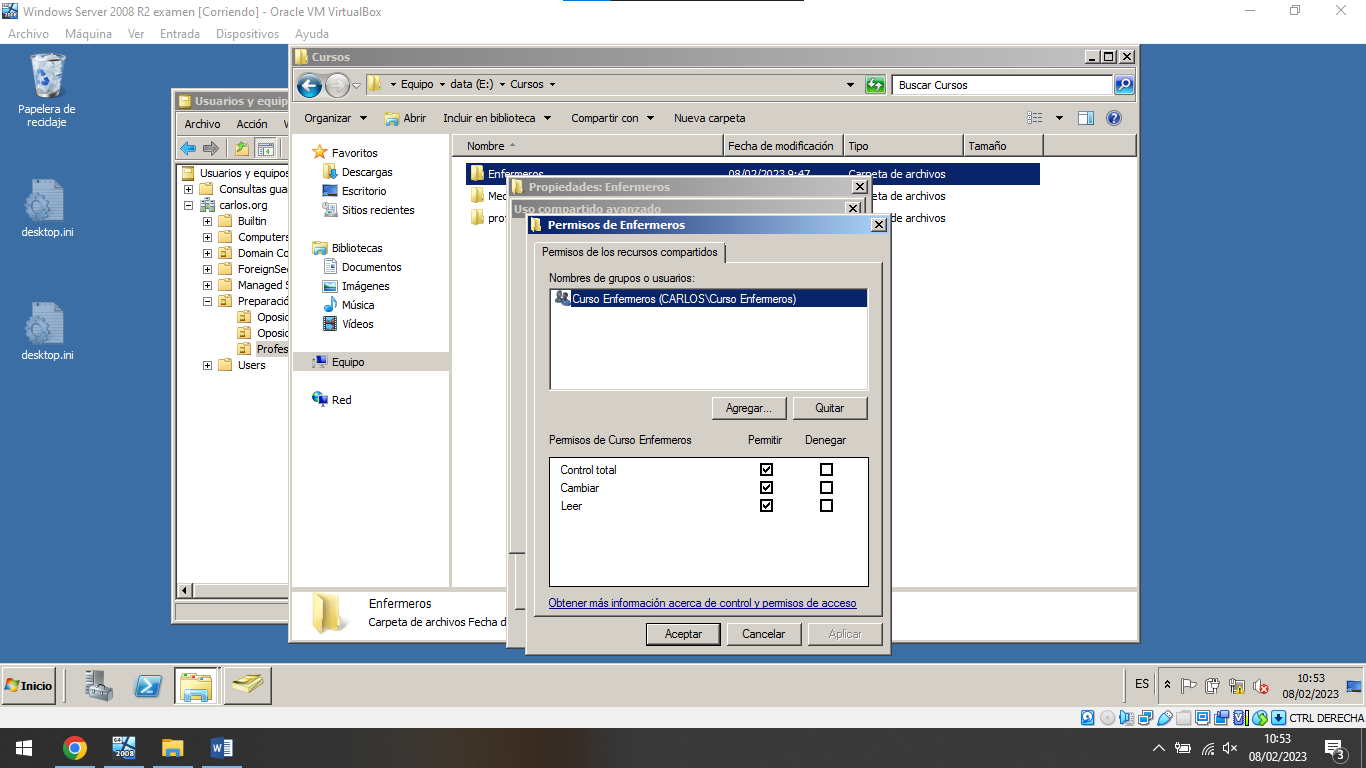 Windows Server 2008 R2 examen [Corriendo] - Oracle VM VirtualBox
Archivo Máquina Ver Entrada Dispositivos Ayuda
Papelera de
reciclaje
desktop.ini
desktop.ini
Usuarios y equip
Archivo Acción
Usuarios y equipos
Consultas gua
carlos.org
Builtin
Computers
Domain Co
ForeignSec
Managed S
Preparació
Oposic
Oposic
Profes
Users
Cursos
Equipo data (E:) Cursos
Buscar Cursos
Organizar Abrir Incluir en biblioteca Compartir con Nueva carpeta
Favoritos
Descargas
Escritorio
Sitios recientes
Bibliotecas
Documentos
Imágenes
Música
Vídeos
Equipo
Red
Nombre Fecha de modificación Tipo Tamaño
Enfermeros 08/02/2023 9:47 Carpeta de archivos
Med a de archivos
prof a de archivos
Enfermeros
Carpeta de archivos Fecha d
Propiedades: Enfermeros
Uso compartido avanzado
Permisos de Enfermeros
Permisos de los recursos compartidos
Nombres de grupos o usuarios:
Curso Enfermeros (CARLOS\Curso Enfermeros)
Agregar... Quitar
Permisos de Curso Enfermeros Permitir Denegar
Control total
Cambiar
Leer
Obtener más información acerca de control y permisos de acceso
Aceptar Cancelar Aplicar
Inicio
ES
10:53
08/02/2023
CTRL DERECHA
64
2008
10:53
08/02/2023
3